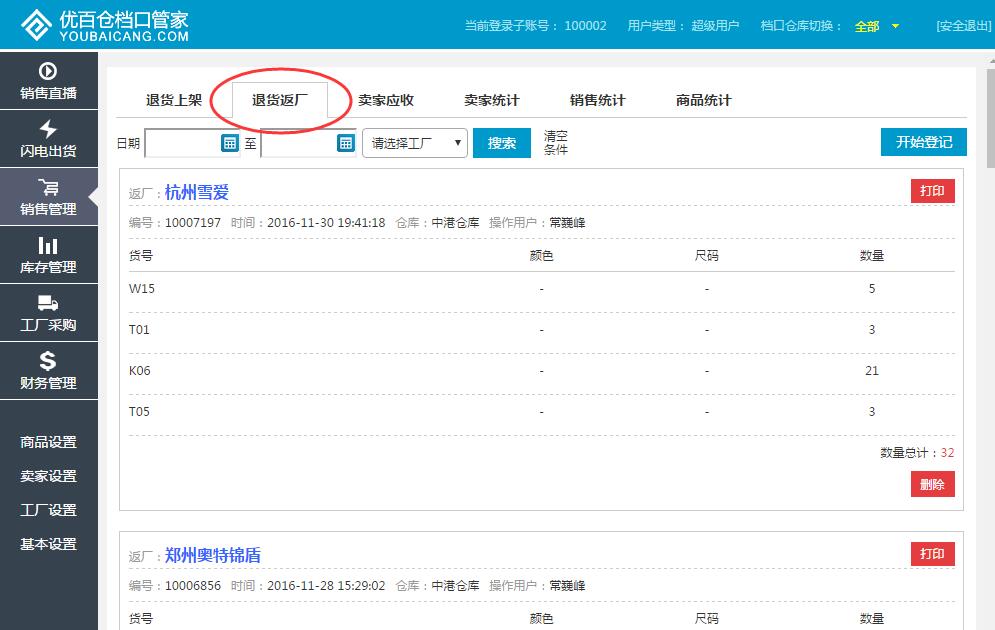 优百仓档口管家
YOUBAICANG.COM
当前登录子账号： 100002 用户类型： 超级用户 档口仓库切换： 全部 [安全退出]
销售直播
闪电出货
销售管理
库存管理
工厂采购
财务管理
商品设置
卖家设置
工厂设置
基本设置
退货上架 退货返厂 卖家应收 卖家统计 销售统计 商品统计
日期 至 请选择工厂 搜索 清空条件 开始登记
返厂：杭州雪爱 打印
编号：10007197 时间：2016-11-30 19:41:18 仓库：中港仓库 操作用户：常巍峰
货号 颜色 尺码 数量
W15 - - 5
T01 - - 3
K06 - - 21
T05 - - 3
数量总计：32
删除
返厂：郑州奥特锦盾 打印
编号：10006856 时间：2016-11-28 15:29:02 仓库：中港仓库 操作用户：常巍峰
货号 颜色 尺码 数量